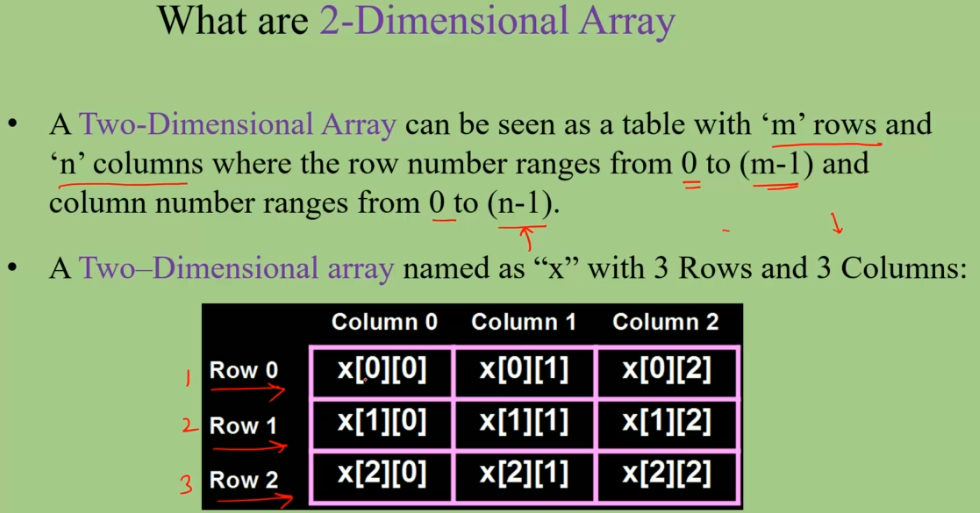 What are 2-Dimensional Array
• A Two-Dimensional Array can be seen as a table with ‘m’ rows and
‘n’ columns where the row number ranges from 0 to (m-1) and
column number ranges from 0 to (n-1).
• A Two–Dimensional array named as “x” with 3 Rows and 3 Columns:
Column 0 Column 1 Column 2
1 Row 0 x[0][0] x[0][1] x[0][2]
2 Row 1 x[1][0] x[1][1] x[1][2]
3 Row 2 x[2][0] x[2][1] x[2][2]